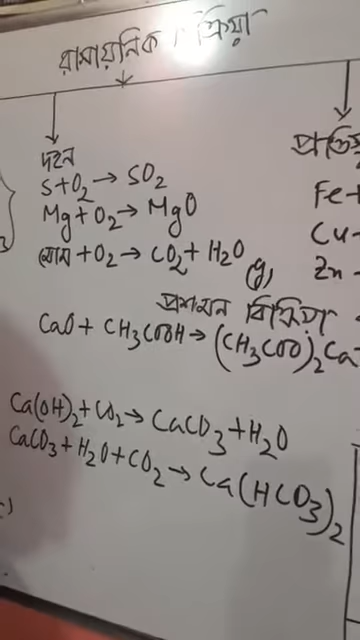 রাসায়নিক ক্রিয়া
দহন
S+O₂→ SO₂
Mg+O₂→ MgO
মোম +O₂→ CO₂+ H₂O (g)
প্রশমন বিক্রিয়া
CaO+ CH₃COOH→ (CH₃COO)₂Ca
Ca(OH)₂+CO₂→ CaCO₃+H₂O
CaCO₃+H₂O+CO₂→ Ca(HCO₃)₂
Fe+
Cu-
Zn -